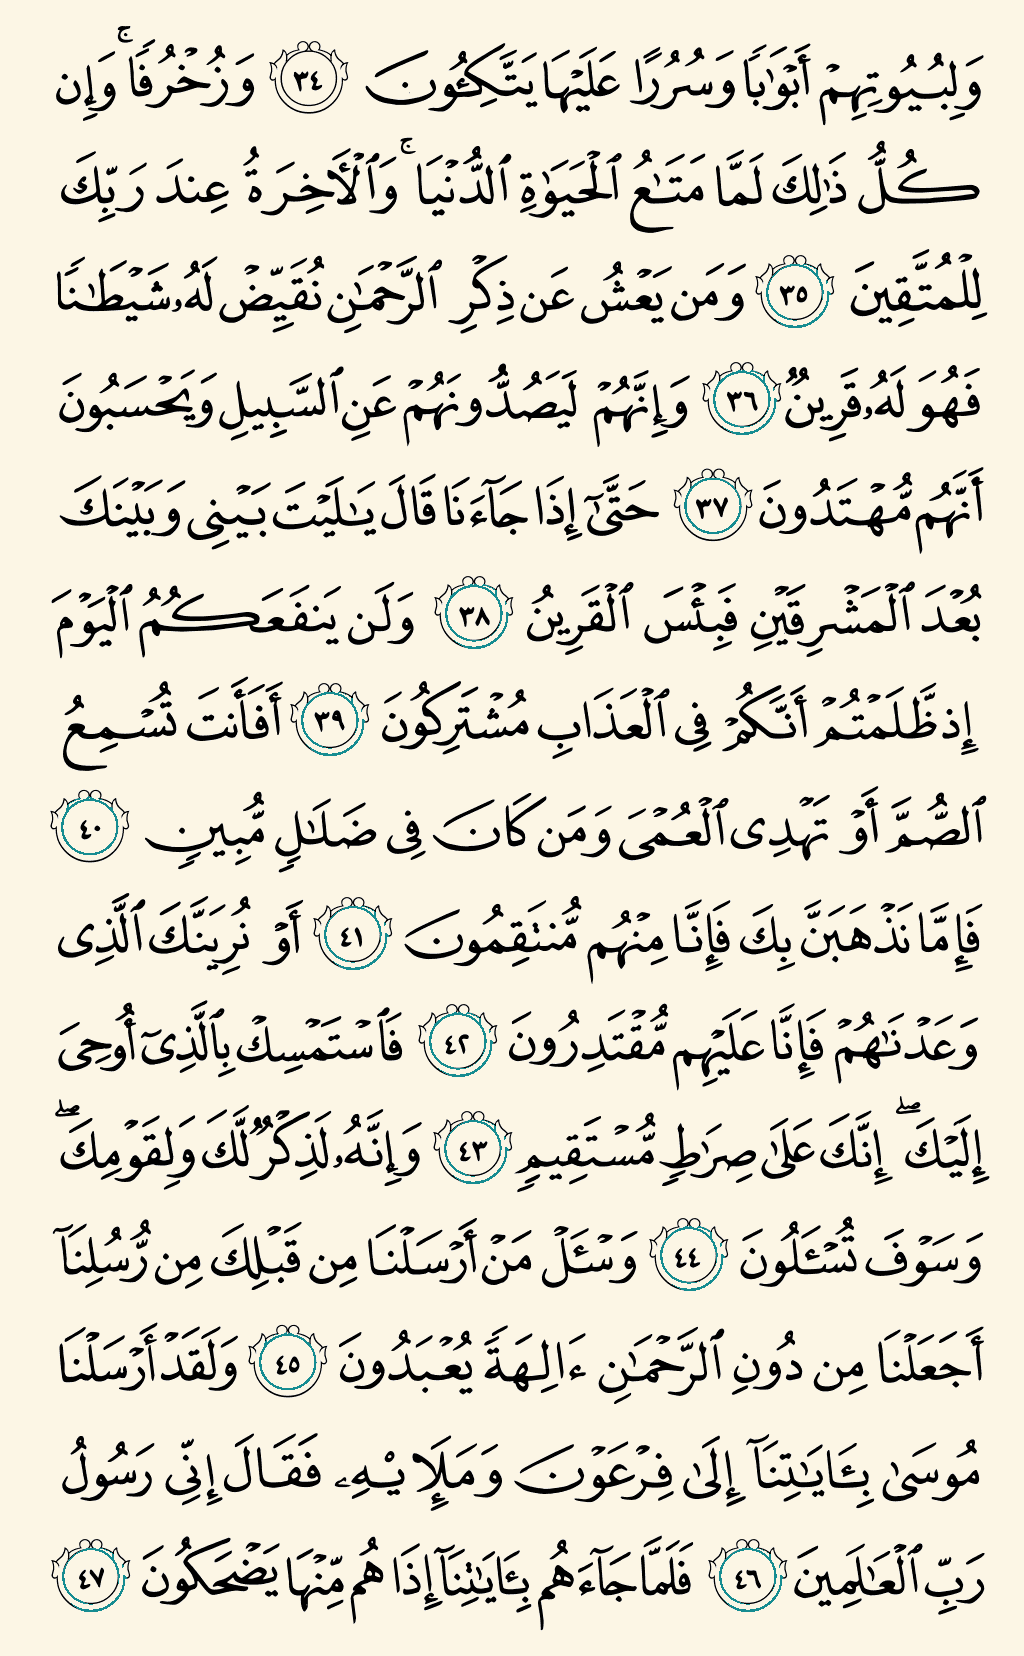 وَلِبُيُوتِهِمْ أَبْوَٰبًا وَسُرُرًا عَلَيْهَا يَتَّكِـُٔونَ ٣٤ وَزُخْرُفًا ۚ وَإِن
كُلُّ ذَٰلِكَ لَمَّا مَتَـٰعُ ٱلْحَيَوٰةِ ٱلدُّنْيَا ۚ وَٱلْـَٔاخِرَةُ عِندَ رَبِّكَ
لِلْمُتَّقِينَ ٣٥ وَمَن يَعْشُ عَن ذِكْرِ ٱلرَّحْمَـٰنِ نُقَيِّضْ لَهُۥ شَيْطَـٰنًا
فَهُوَ لَهُۥ قَرِينٌ ٣٦ وَإِنَّهُمْ لَيَصُدُّونَهُمْ عَنِ ٱلسَّبِيلِ وَيَحْسَبُونَ
أَنَّهُم مُّهْتَدُونَ ٣٧ حَتَّىٰٓ إِذَا جَآءَنَا قَالَ يَـٰلَيْتَ بَيْنِى وَبَيْنَكَ
بُعْدَ ٱلْمَشْرِقَيْنِ فَبِئْسَ ٱلْقَرِينُ ٣٨ وَلَن يَنفَعَكُمُ ٱلْيَوْمَ
إِذ ظَّلَمْتُمْ أَنَّكُمْ فِى ٱلْعَذَابِ مُشْتَرِكُونَ ٣٩ أَفَأَنتَ تُسْمِعُ
ٱلصُّمَّ أَوْ تَهْدِى ٱلْعُمْىَ وَمَن كَانَ فِى ضَلَـٰلٍ مُّبِينٍ ٤٠
فَإِمَّا نَذْهَبَنَّ بِكَ فَإِنَّا مِنْهُم مُّنتَقِمُونَ ٤١ أَوْ نُرِيَنَّكَ ٱلَّذِى
وَعَدْنَـٰهُمْ فَإِنَّا عَلَيْهِم مُّقْتَدِرُونَ ٤٢ فَٱسْتَمْسِكْ بِٱلَّذِىٓ أُوحِىَ
إِلَيْكَ ۖ إِنَّكَ عَلَىٰ صِرَٰطٍ مُّسْتَقِيمٍ ٤٣ وَإِنَّهُۥ لَذِكْرٌ لَّكَ وَلِقَوْمِكَ ۖ
وَسَوْفَ تُسْـَٔلُونَ ٤٤ وَسْـَٔلْ مَنْ أَرْسَلْنَا مِن قَبْلِكَ مِن رُّسُلِنَآ
أَجَعَلْنَا مِن دُونِ ٱلرَّحْمَـٰنِ ءَالِهَةً يُعْبَدُونَ ٤٥ وَلَقَدْ أَرْسَلْنَا
مُوسَىٰ بِـَٔايَـٰتِنَآ إِلَىٰ فِرْعَوْنَ وَمَلَإِي۟هِۦ فَقَالَ إِنِّى رَسُولُ
رَبِّ ٱلْعَـٰلَمِينَ ٤٦ فَلَمَّا جَآءَهُم بِـَٔايَـٰتِنَآ إِذَا هُم مِّنْهَا يَضْحَكُونَ ٤٧